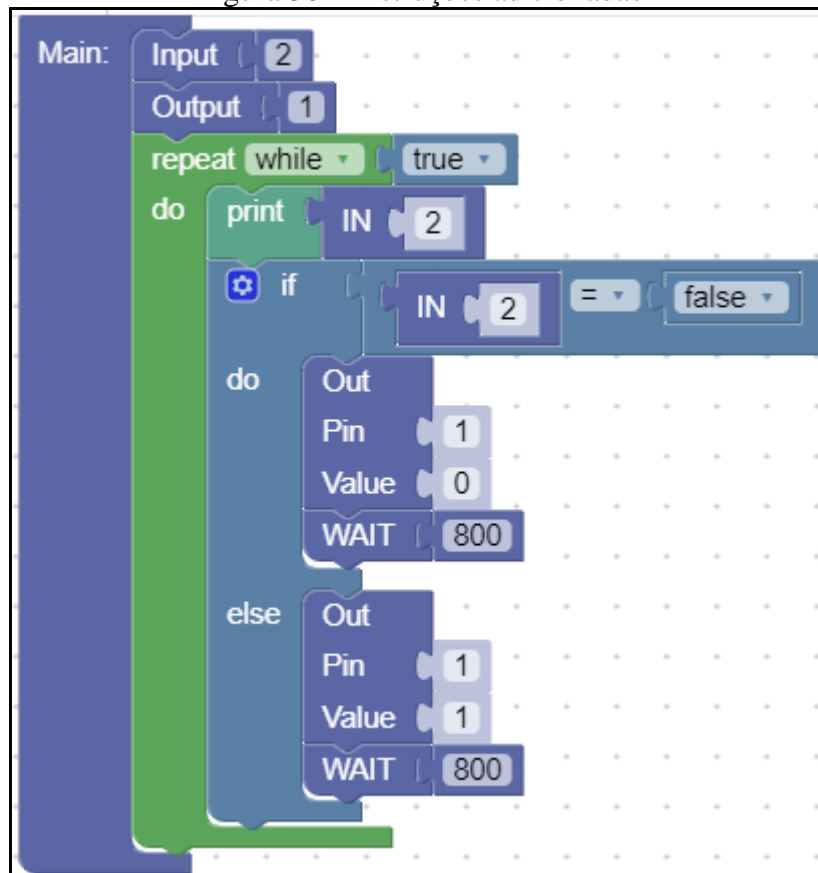 Main: Input 2
Output 1
repeat while true
do print IN 2
if IN 2 = false
do Out
Pin 1
Value 0
WAIT 800
else Out
Pin 1
Value 1
WAIT 800